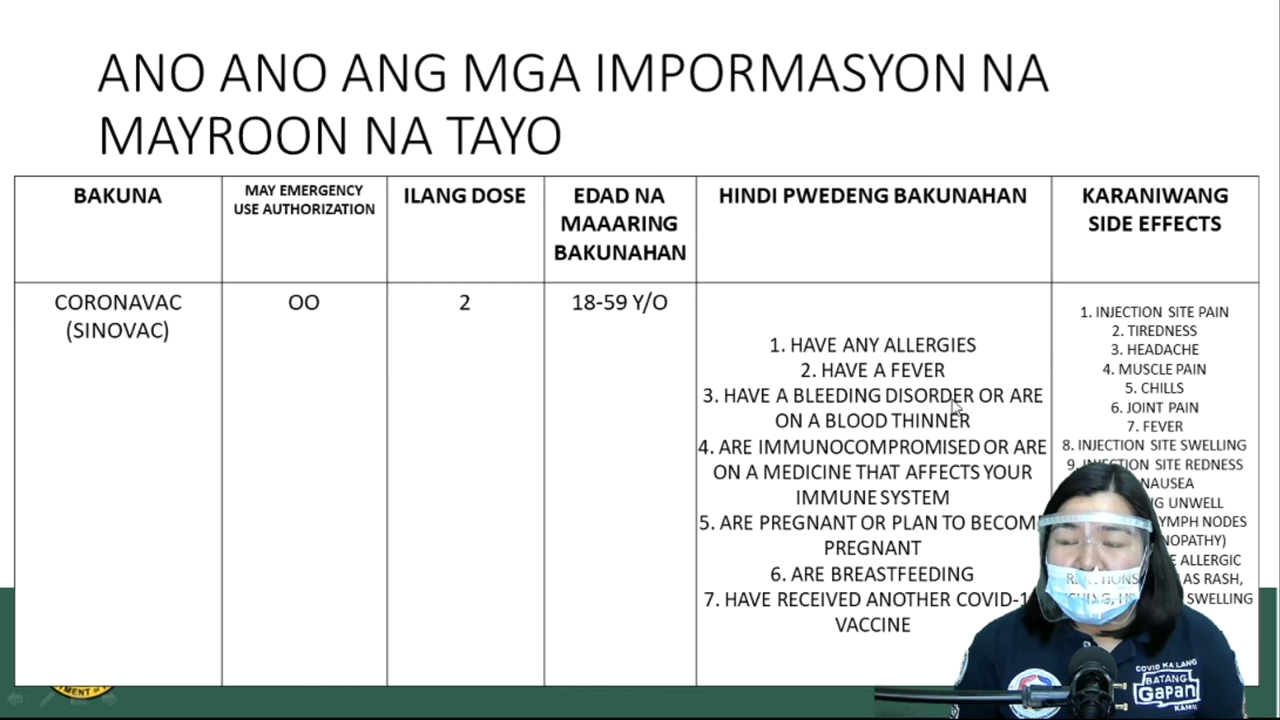 ANO ANO ANG MGA IMPORMASYON NA
MAYROON NA TAYO
BAKUNA
MAY EMERGENCY
USE AUTHORIZATION
ILANG DOSE
EDAD NA
MAAARING
BAKUNAHAN
HINDI PWEDENG BAKUNAHAN
KARANIWANG
SIDE EFFECTS
CORONAVAC
(SINOVAC)
OO
2
18-59 Y/O
1. HAVE ANY ALLERGIES
2. HAVE A FEVER
3. HAVE A BLEEDING DISORDER OR ARE
ON A BLOOD THINNER
4. ARE IMMUNOCOMPROMISED OR ARE
ON A MEDICINE THAT AFFECTS YOUR
IMMUNE SYSTEM
5. ARE PREGNANT OR PLAN TO
PREGNANT
6. ARE BREASTFEEDING
7. HAVE RECEIVED ANOTHER
VACCINE
1. INJECTION SITE PAIN
2. TIREDNESS
3. HEADACHE
4. MUSCLE PAIN
5. CHILLS
6. JOINT PAIN
7. FEVER
8. INJECTION SITE SWELLING
9. INJECTION SITE REDNESS
NAUSEA
UNWELL
NODES
ALLERGIC
AS RASH,
SWELLING
COVID KA LANG
BATANG
GaPan
KAMI!